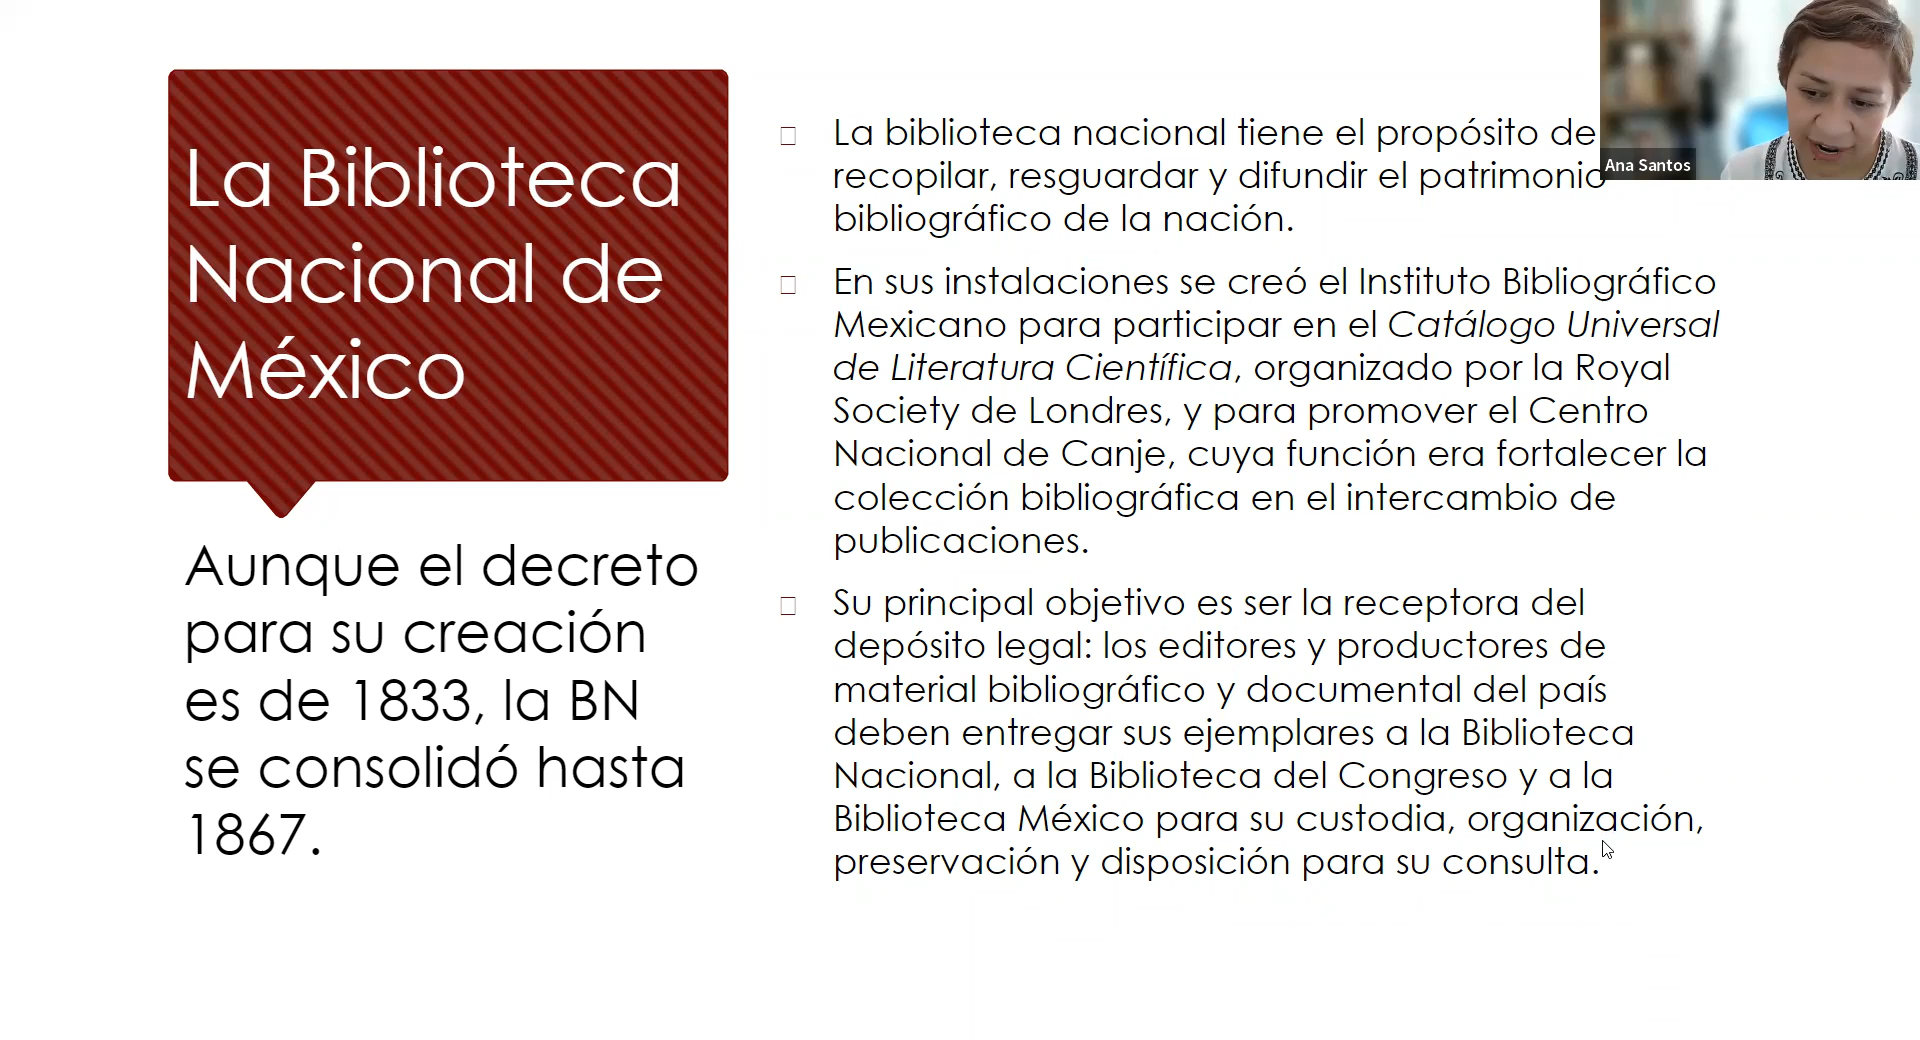 La Biblioteca
Nacional de
México
Aunque el decreto
para su creación
es de 1833, la BN
se consolidó hasta
1867.
La biblioteca nacional tiene el propósito de
recopilar, resguardar y difundir el patrimonio
bibliográfico de la nación.
En sus instalaciones se creó el Instituto Bibliográfico
Mexicano para participar en el Catálogo Universal
de Literatura Científica, organizado por la Royal
Society de Londres, y para promover el Centro
Nacional de Canje, cuya función era fortalecer la
colección bibliográfica en el intercambio de
publicaciones.
Su principal objetivo es ser la receptora del
depósito legal: los editores y productores de
material bibliográfico y documental del país
deben entregar sus ejemplares a la Biblioteca
Nacional, a la Biblioteca del Congreso y a la
Biblioteca México para su custodia, organización,
preservación y disposición para su consulta.
Ana Santos